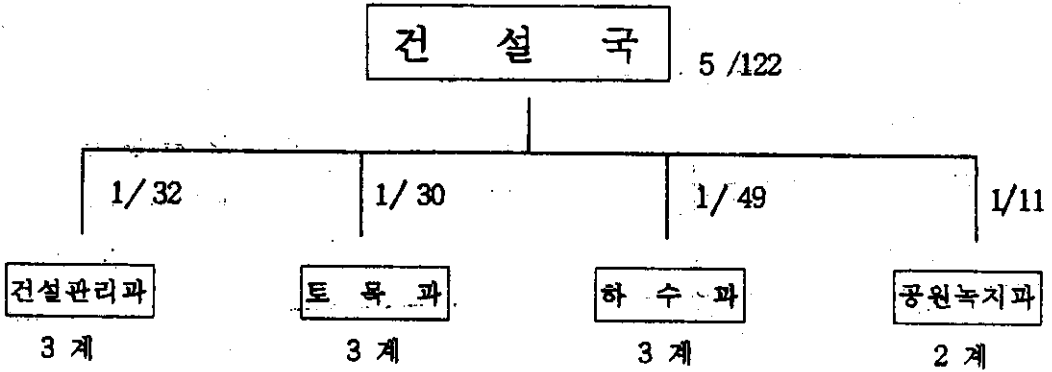 건 설 국
5 /122
1/ 32
1/ 30
1/ 49
1/11
건설관리과
토 목 과
하 수 과
공원녹지과
3 계
3 계
3 계
2 계